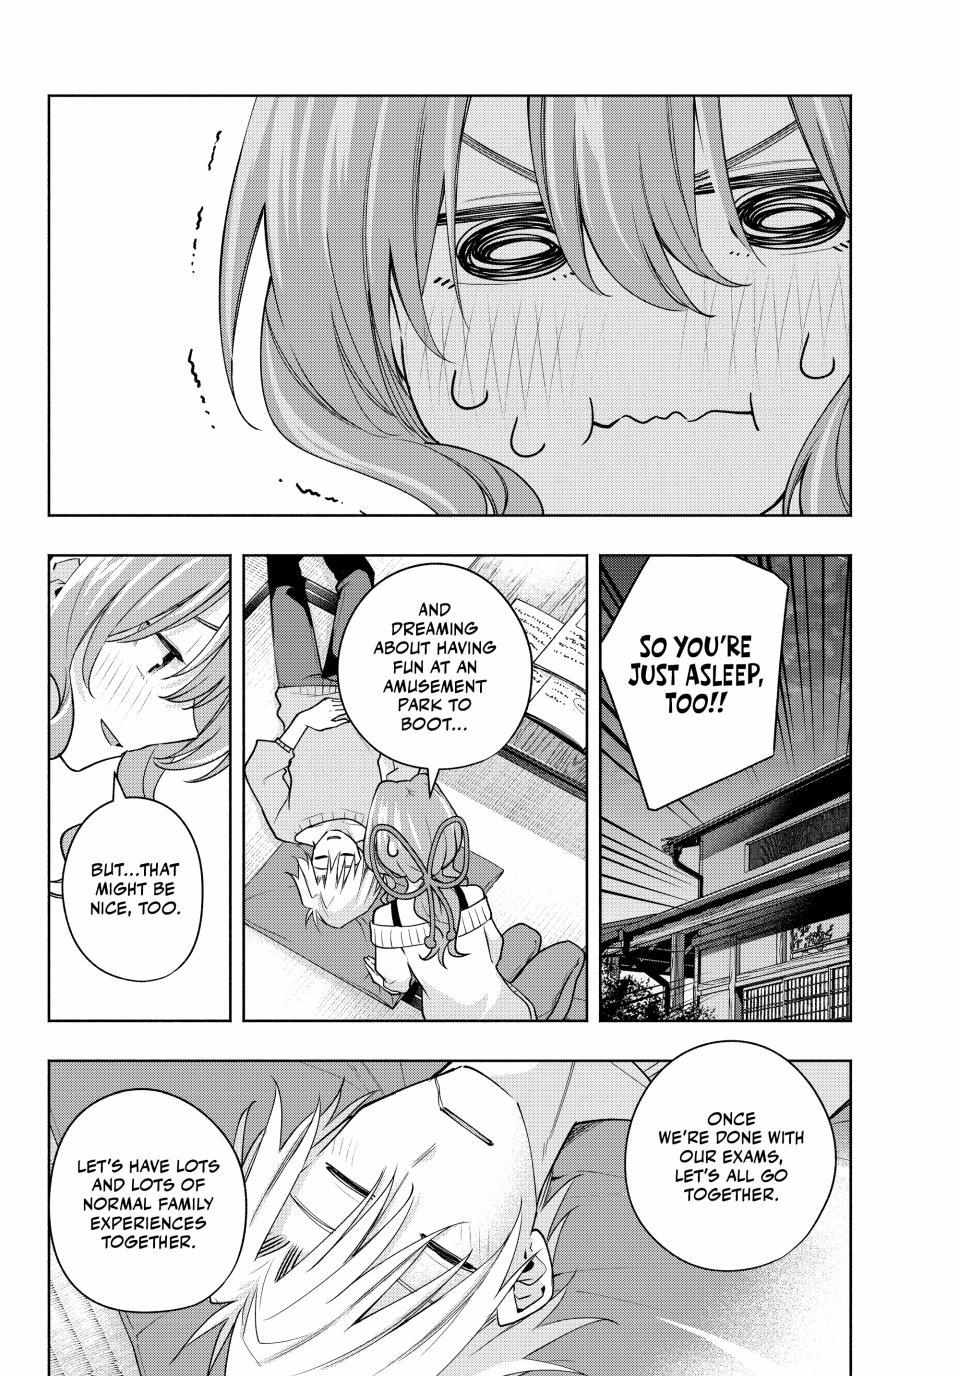 SO YOU'RE
JUST ASLEEP,
TOO!!
AND
DREAMING
ABOUT HAVING
FUN AT AN
AMUSEMENT
PARK TO
BOOT...
BUT...THAT
MIGHT BE
NICE, TOO.
ONCE
WE'RE DONE WITH
OUR EXAMS,
LET'S ALL GO
TOGETHER.
LET'S HAVE LOTS
AND LOTS OF
NORMAL FAMILY
EXPERIENCES
TOGETHER.